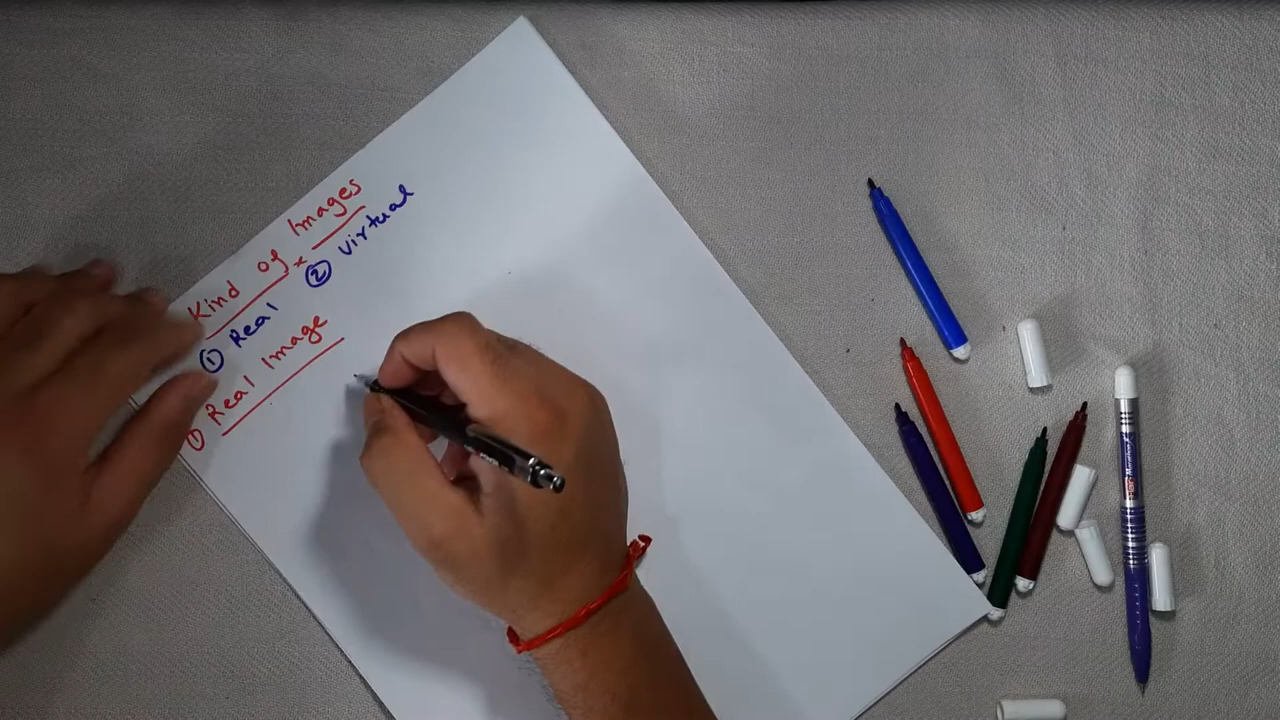 Kind of Images
① Real ② Virtual
① Real Image